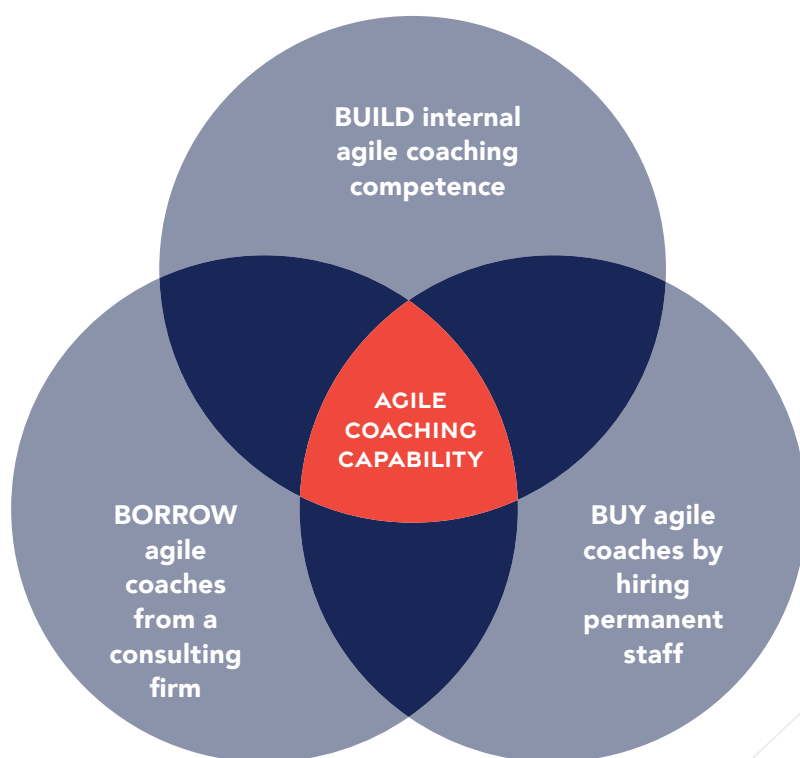 BUILD internal
agile coaching
competence
AGILE
COACHING
CAPABILITY
BORROW
agile
coaches
from a
consulting
firm
BUY agile
coaches by
hiring
permanent
staff